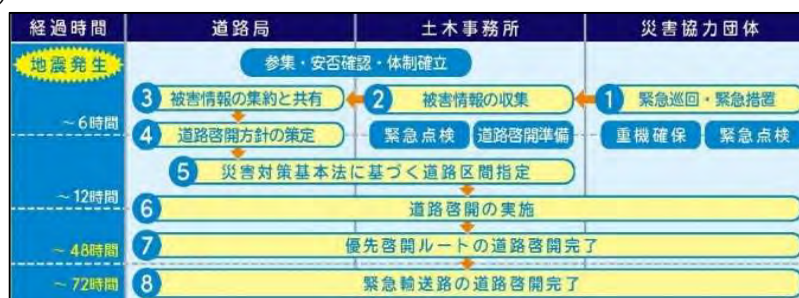 経過時間 道路局 土木事務所 災害協力団体
地震発生 参集・安否確認・体制確立
3 被害情報の集約と共有 2 被害情報の収集 1 緊急巡回・緊急措置
～6時間
4 道路啓開方針の策定 緊急点検 道路啓開準備 重機確保 緊急点検
5 災害対策基本法に基づく道路区間指定
～12時間
6 道路啓開の実施
～48時間 7 優先啓開ルートの道路啓開完了
～72時間 8 緊急輸送路の道路啓開完了